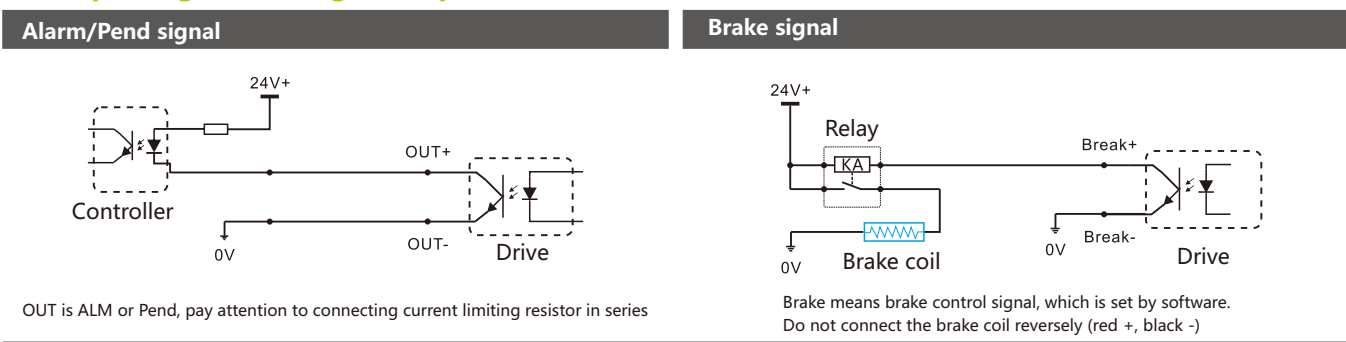 Alarm/Pend signal
24V+
OUT+
Controller
OUT-
0V
Drive
OUT is ALM or Pend, pay attention to connecting current limiting resistor in series
Brake signal
24V+
Relay
KA
Break+
0V
Brake coil
0V
Break-
Drive
Brake means brake control signal, which is set by software.
Do not connect the brake coil reversely (red +, black -)